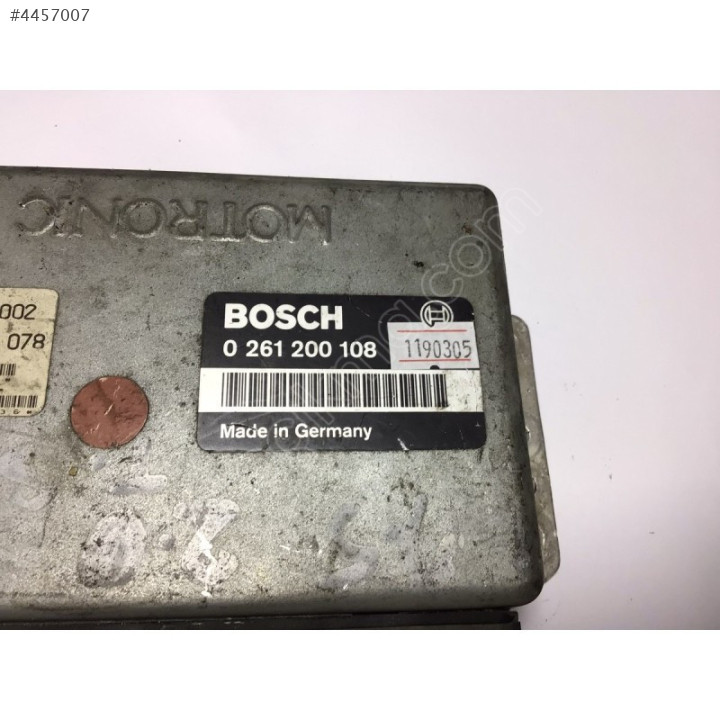 #4457007
MOTRONIC
002
078
BOSCH
0 261 200 108
1190305
Made in Germany